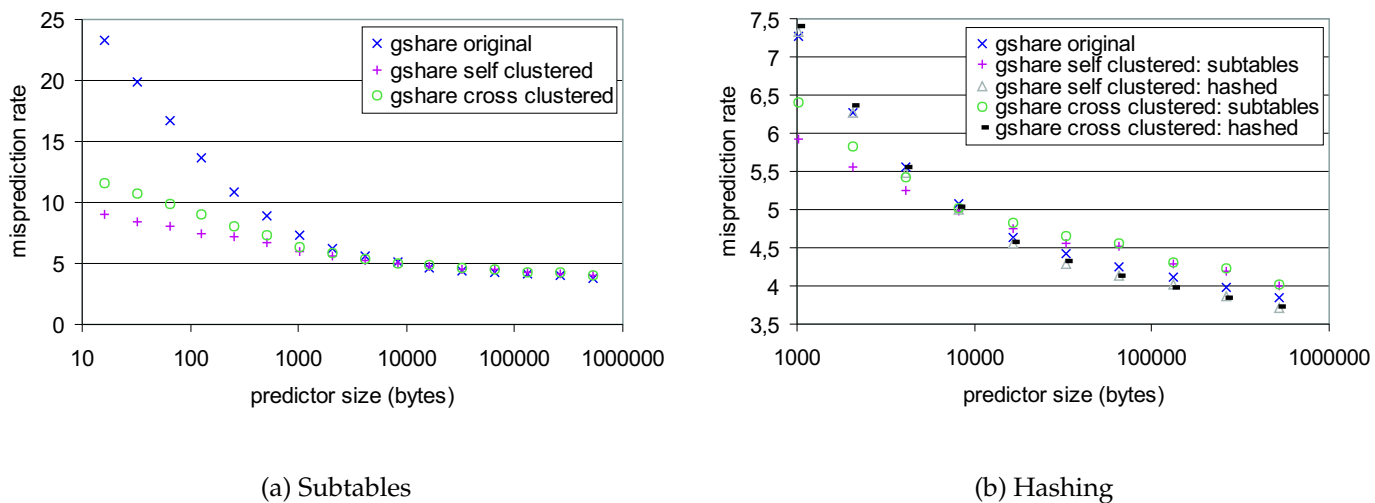 25
20
15
10
5
0
10
100
1000
10000
100000
1000000
misprediction rate
predictor size (bytes)
gshare original
gshare self clustered
gshare cross clustered
(a) Subtables
7,5
7
6,5
6
5,5
5
4,5
4
3,5
1000
10000
100000
1000000
misprediction rate
predictor size (bytes)
gshare original
gshare self clustered: subtables
gshare self clustered: hashed
gshare cross clustered: subtables
gshare cross clustered: hashed
(b) Hashing